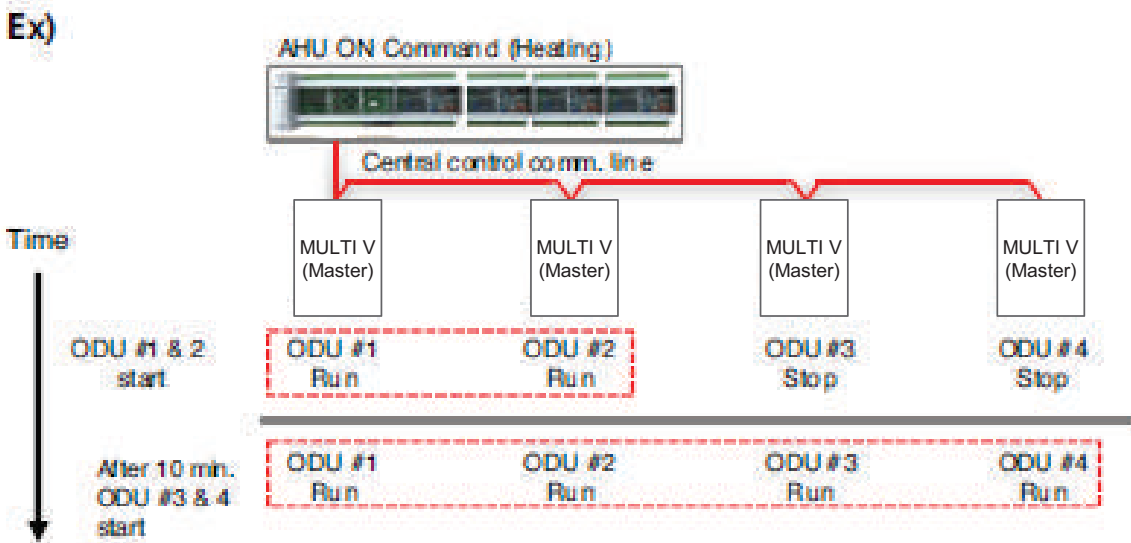 Ex)
AHU ON Command (Heating)
Central control comm. line
Time
MULTI V
(Master)
MULTI V
(Master)
MULTI V
(Master)
MULTI V
(Master)
ODU #1 & 2
start
ODU #1
Run
ODU #2
Run
ODU #3
Stop
ODU #4
Stop
After 10 min.
ODU #3 & 4
start
ODU #1
Run
ODU #2
Run
ODU #3
Run
ODU #4
Run